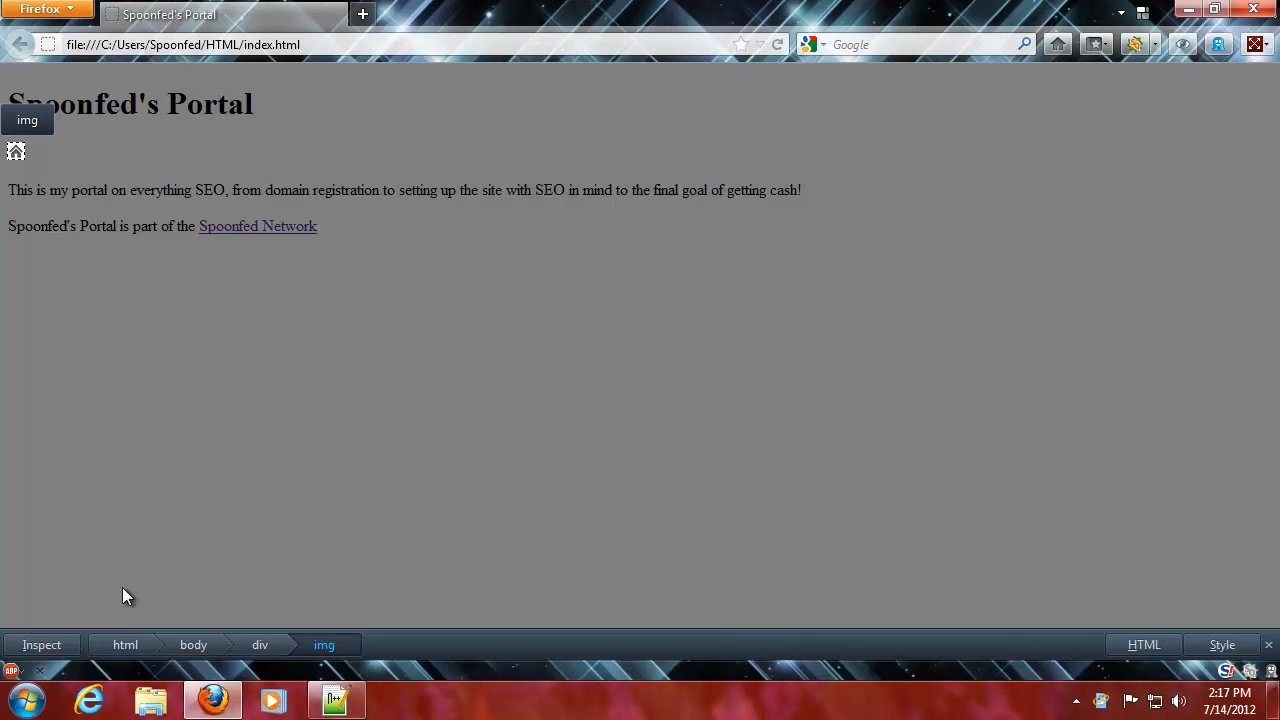 Firefox
Spoonfed's Portal
file:///C:/Users/Spoonfed/HTML/index.html
Google
Spoonfed's Portal
img
This is my portal on everything SEO, from domain registration to setting up the site with SEO in mind to the final goal of getting cash!
Spoonfed's Portal is part of the Spoonfed Network
Inspect
html
body
div
img
HTML
Style
ABP
S!
2:17 PM
7/14/2012